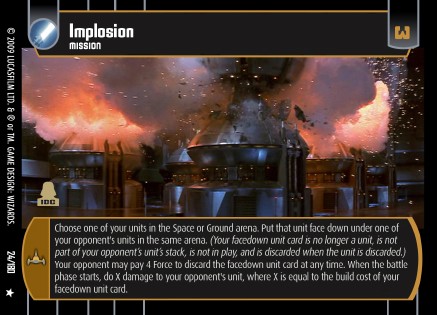 Implosion
MISSION
© 2009 LUCASFILM LTD. & ® or TM. GAME DESIGN: WIZARDS.
IDC
24/180
Choose one of your units in the Space or Ground arena. Put that unit face down under one
of your opponent's units in the same arena. (Your facedown unit card is no longer a unit, is not
part of your opponent's unit's stack, is not in play, and is discarded when the unit is discarded.)
Your opponent may pay 4 Force to discard the facedown unit card at any time. When the battle
phase starts, do X damage to your opponent's unit, where X is equal to the build cost of your
facedown unit card.